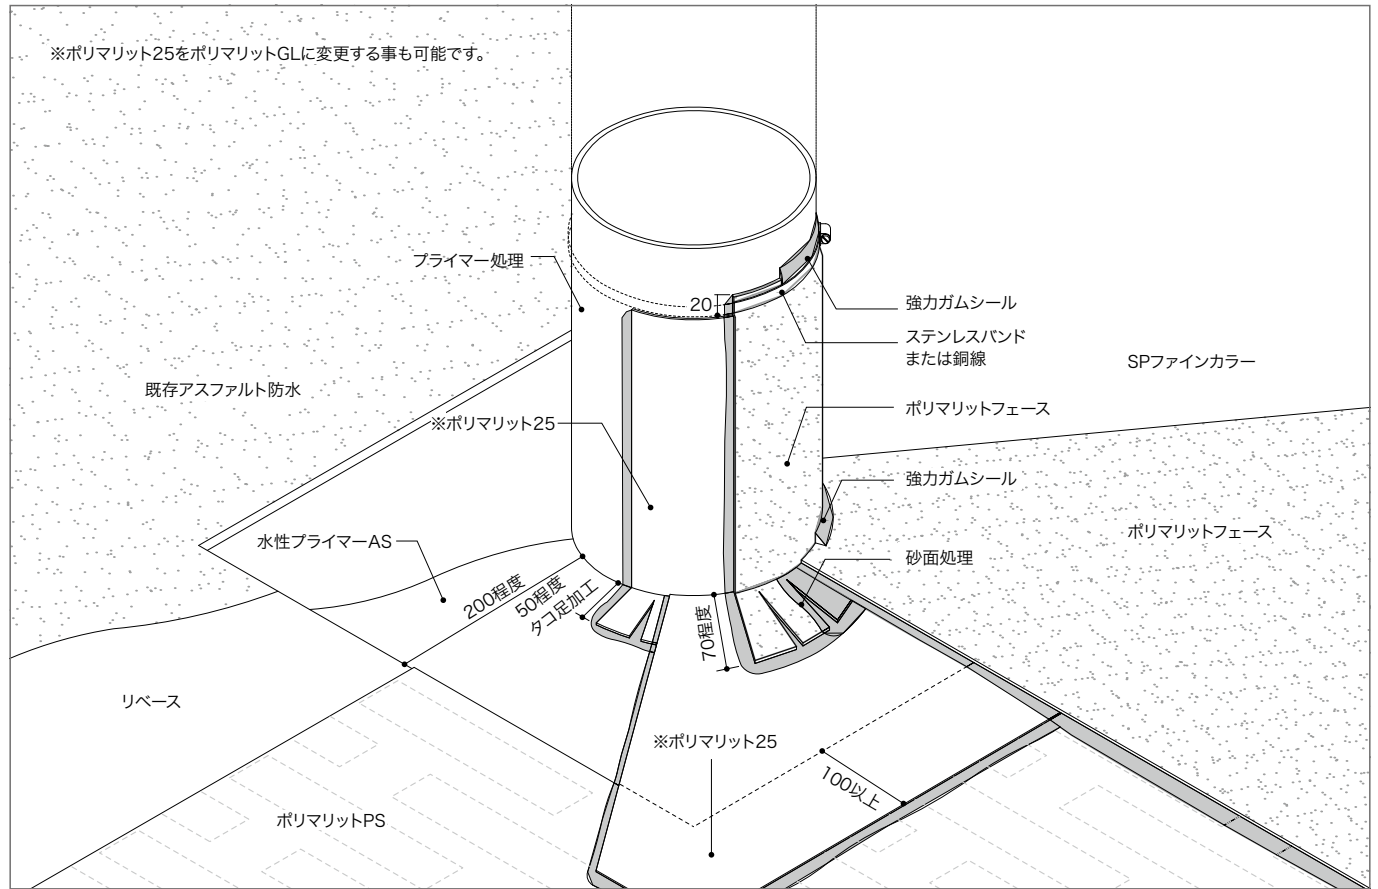 ※ポリマリット25をポリマリットGLに変更する事も可能です。
プライマー処理
20
強力ガムシール
ステンレスバンド
または銅線
SPファインカラー
既存アスファルト防水
ポリマリットフェース
※ポリマリット25
強力ガムシール
ポリマリットフェース
水性プライマーAS
砂面処理
200程度
50程度
タコ足加工
70程度
リベース
※ポリマリット25
100以上
ポリマリットPS